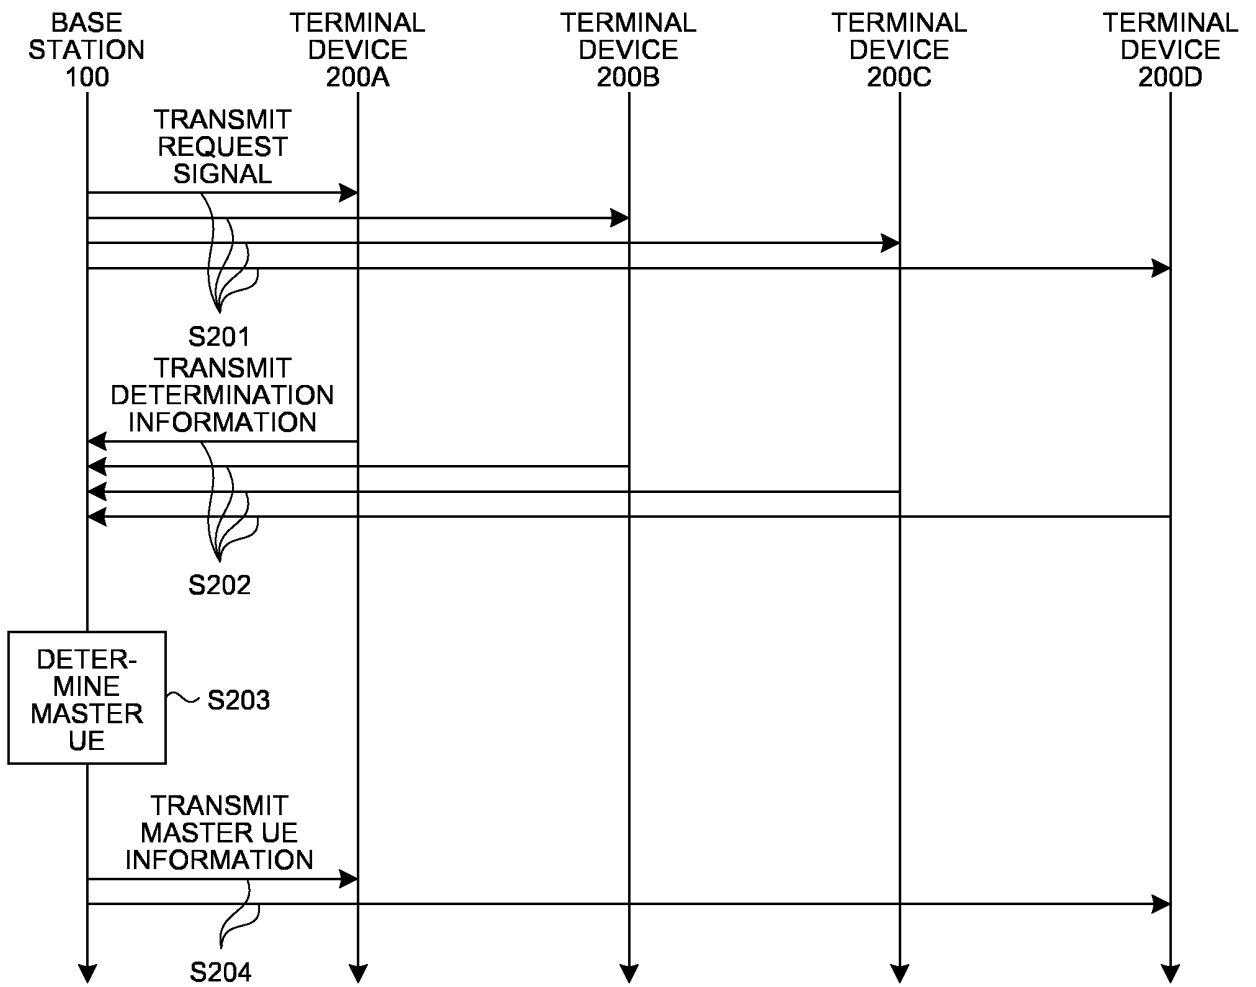 BASE
STATION
100
TERMINAL
DEVICE
200A
TERMINAL
DEVICE
200B
TERMINAL
DEVICE
200C
TERMINAL
DEVICE
200D
TRANSMIT
REQUEST
SIGNAL
S201
TRANSMIT
DETERMINATION
INFORMATION
S202
DETER-
MINE
MASTER
UE
S203
TRANSMIT
MASTER UE
INFORMATION
S204